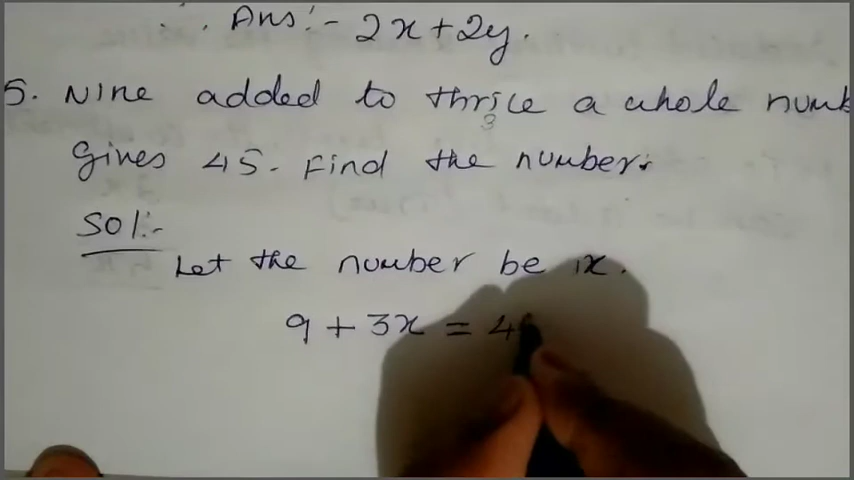 ∴ Ans:- 2x+2y.
5. Nine added to thrice a whole numb
3
gives 45. Find the number.
Sol:-
Let the number be x.
9 + 3x = 4